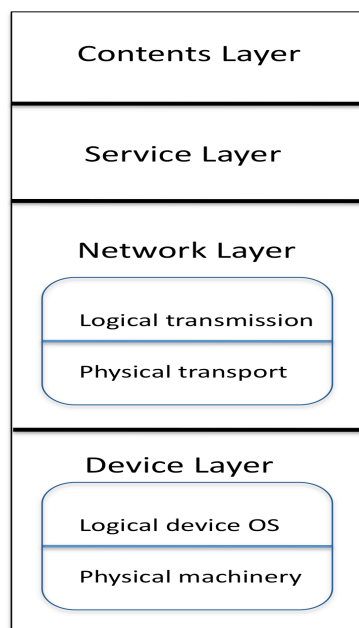 Contents Layer
Service Layer
Network Layer
Logical transmission
Physical transport
Device Layer
Logical device OS
Physical machinery